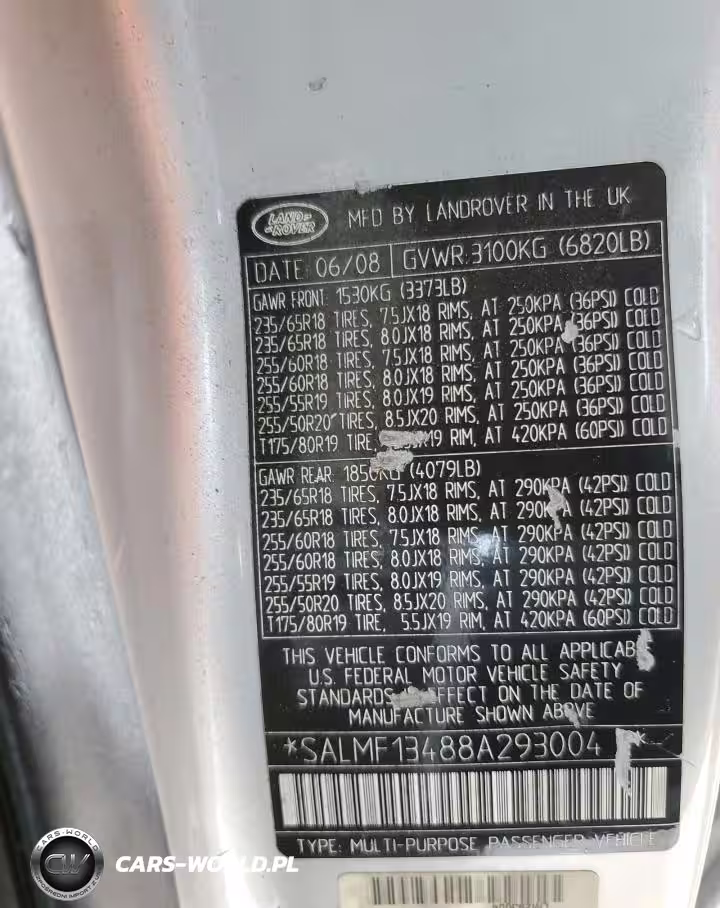 LAND-
-ROVER
MFD BY LANDROVER IN THE UK
DATE: 06/08 GVWR:3100KG (6820LB)
GAWR FRONT: 1530KG (3373LB)
235/65R18 TIRES, 7.5JX18 RIMS, AT 250KPA (36PSI) COLD
235/65R18 TIRES, 8.0JX18 RIMS, AT 250KPA (36PSI) COLD
255/60R18 TIRES, 7.5JX18 RIMS, AT 250KPA (36PSI) COLD
255/60R18 TIRES, 8.0JX18 RIMS, AT 250KPA (36PSI) COLD
255/55R19 TIRES, 8.0JX19 RIMS, AT 250KPA (36PSI) COLD
255/50R20 TIRES, 8.5JX20 RIMS, AT 250KPA (36PSI) COLD
T175/80R19 TIRE, RIM, AT 420KPA (60PSI) COLD
GAWR REAR: 1850KG (4079LB)
235/65R18 TIRES, 7.5JX18 RIMS, AT 290KPA (42PSI) COLD
235/65R18 TIRES, 8.0JX18 RIMS, AT 290KPA (42PSI) COLD
255/60R18 TIRES, 7.5JX18 RIMS, AT 290KPA (42PSI) COLD
255/60R18 TIRES, 8.0JX18 RIMS, AT 290KPA (42PSI) COLD
255/55R19 TIRES, 8.0JX19 RIMS, AT 290KPA (42PSI) COLD
255/50R20 TIRES, 8.5JX20 RIMS, AT 290KPA (42PSI) COLD
T175/80R19 TIRE, 5.5JX19 RIM, AT 420KPA (60PSI) COLD
THIS VEHICLE CONFORMS TO ALL APPLICABLE
U.S. FEDERAL MOTOR VEHICLE SAFETY
STANDARDS EFFECT ON THE DATE OF
MANUFACTURE SHOWN ABOVE
*SALMF13488A293004
TYPE: MULTI-PURPOSE PASSENGER VEHICLE
CARS-WORLD
CW
CARS-WORLD.PL